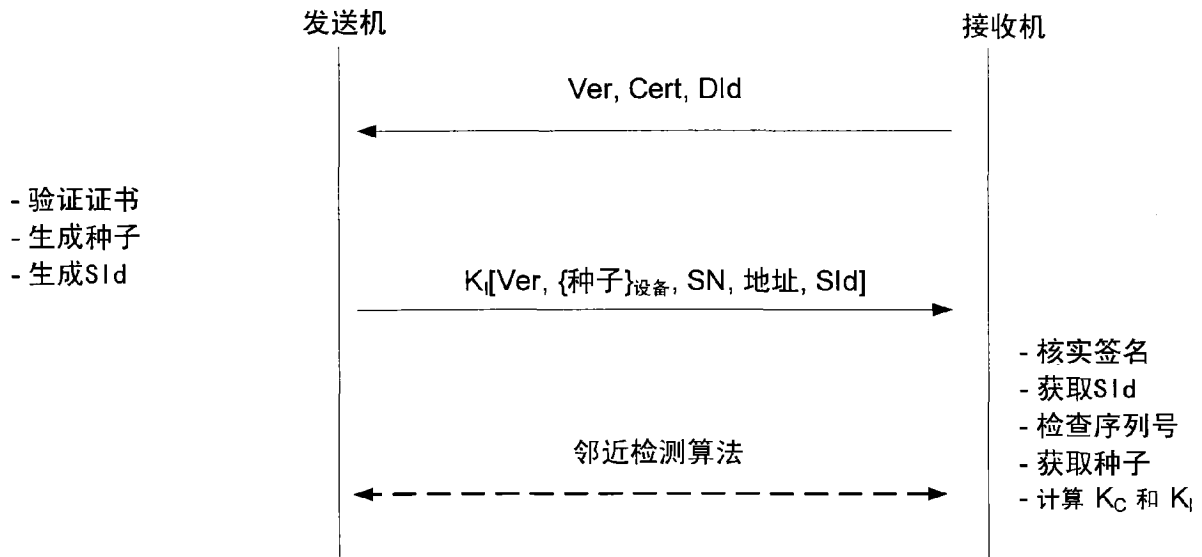 发送机
接收机
Ver, Cert, DId
- 验证证书
- 生成种子
- 生成SId
KI[Ver, {种子}设备, SN, 地址, SId]
- 核实签名
- 获取SId
- 检查序列号
- 获取种子
- 计算 KC 和 KI
邻近检测算法